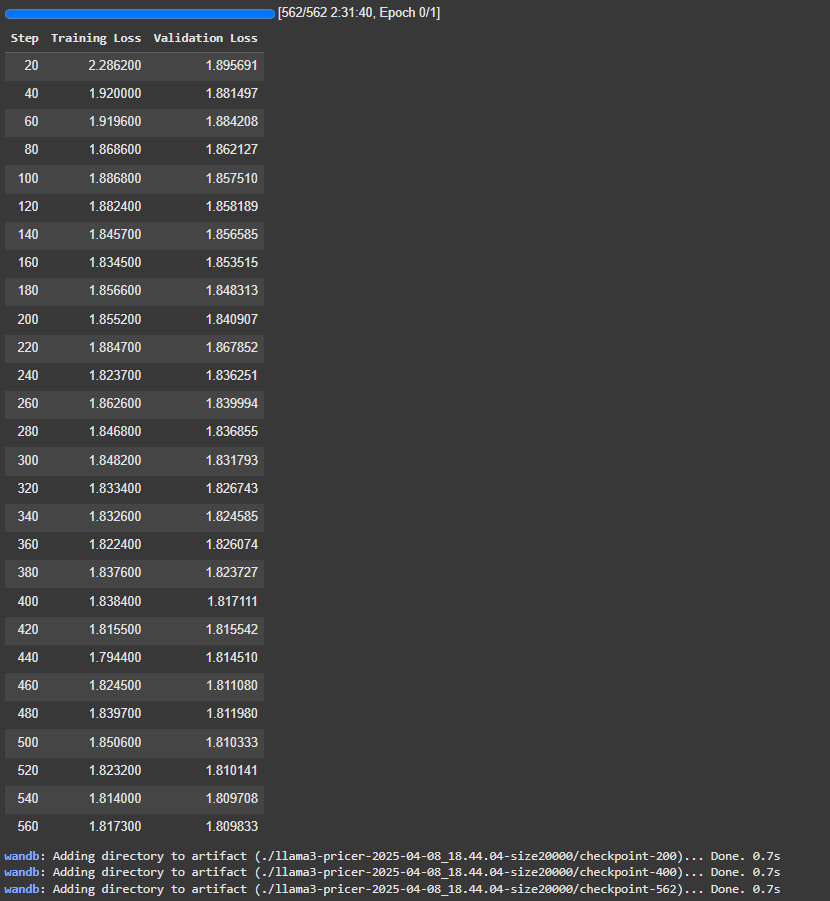 [562/562 2:31:40, Epoch 0/1]
Step Training Loss Validation Loss
20 2.286200 1.895691
40 1.920000 1.881497
60 1.919600 1.884208
80 1.868600 1.862127
100 1.886800 1.857510
120 1.882400 1.858189
140 1.845700 1.856585
160 1.834500 1.853515
180 1.856600 1.848313
200 1.855200 1.840907
220 1.884700 1.867852
240 1.823700 1.836251
260 1.862600 1.839994
280 1.846800 1.836855
300 1.848200 1.831793
320 1.833400 1.826743
340 1.832600 1.824585
360 1.822400 1.826074
380 1.837600 1.823727
400 1.838400 1.817111
420 1.815500 1.815542
440 1.794400 1.814510
460 1.824500 1.811080
480 1.839700 1.811980
500 1.850600 1.810333
520 1.823200 1.810141
540 1.814000 1.809708
560 1.817300 1.809833
wandb: Adding directory to artifact (./llama3-pricer-2025-04-08_18.44.04-size20000/checkpoint-200)... Done. 0.7s
wandb: Adding directory to artifact (./llama3-pricer-2025-04-08_18.44.04-size20000/checkpoint-400)... Done. 0.7s
wandb: Adding directory to artifact (./llama3-pricer-2025-04-08_18.44.04-size20000/checkpoint-562)... Done. 0.7s